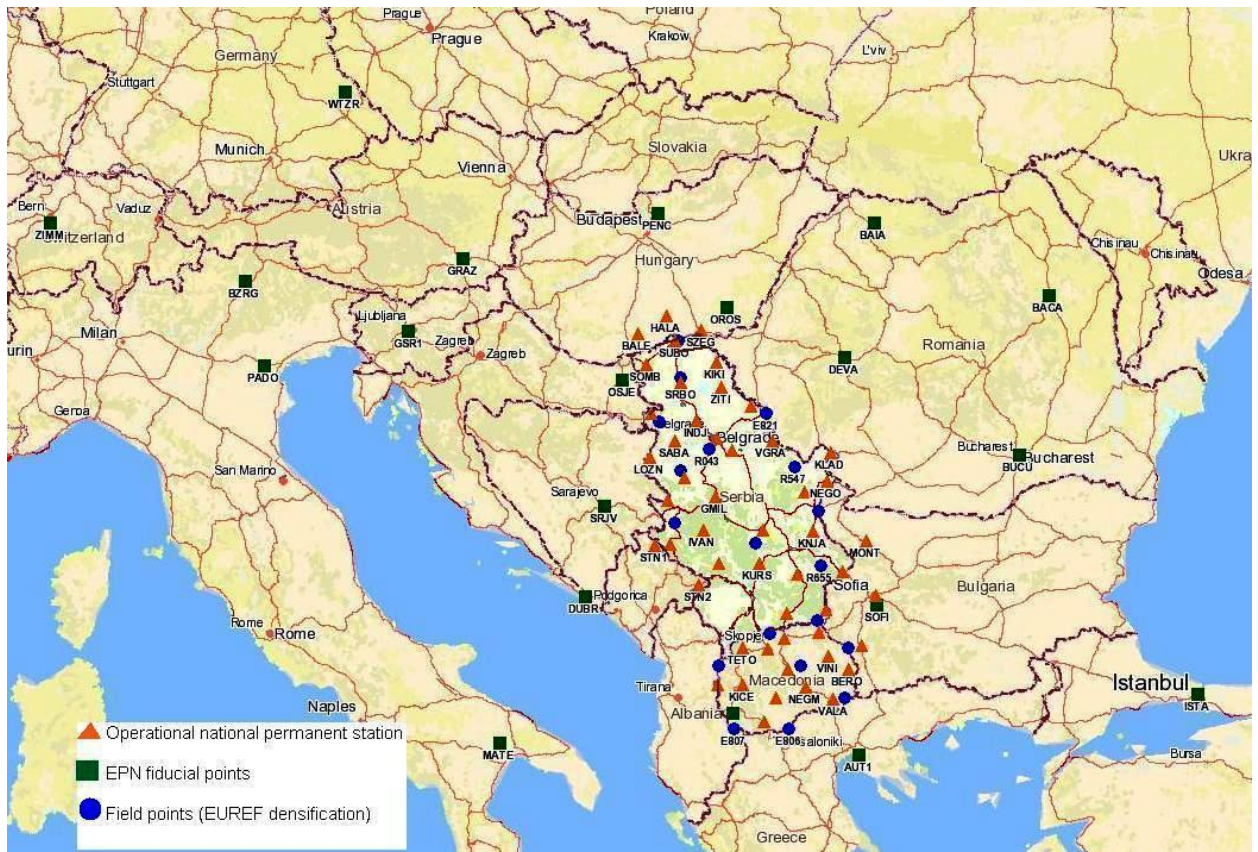 Prague
Prague
Poland
Krakow
L'viv
Germany
Stuttgart
WTZR
Munich
Vienna
Slovakia
Ukra
Bern
Vaduz
Austria
ZIMM
Switzerland
Budapest
PENC
BAIA
Chisinau
Chisinau
GRAZ
Hungary
Odesa
BZRG
BACA
Ljubljana
OROS
Milan
GSR1
Zagreb
Zagreb
HALA
BALE
SZEG
SUBO
Romania
urin
PADO
SOMB
KIKI
DEVA
OSJE
SRBO
ZITI
Genoa
Belgrade
INDJ
E821
Belgrade
SABA
VGRA
Bucharest
Bucharest
BUCU
San Marino
LOZN
R043
KLAD
R547
Sarajevo
Serbia
NEGO
SRJV
GMIL
IVAN
KNJA
MONT
STN1
KURS
R655
Sofia
Bulgaria
STN2
DUBR
Podgorica
SOFI
Rome
Rome
Skopje
TETO
VINI
Macedonia
BERO
Tirana
KICE
NEGM
VALA
Istanbul
ISTA
Naples
Albania
E807
E806
saloniki
MATE
AUT1
Bursa
Greece
Operational national permanent station
EPN fiducial points
Field points (EUREF densification)